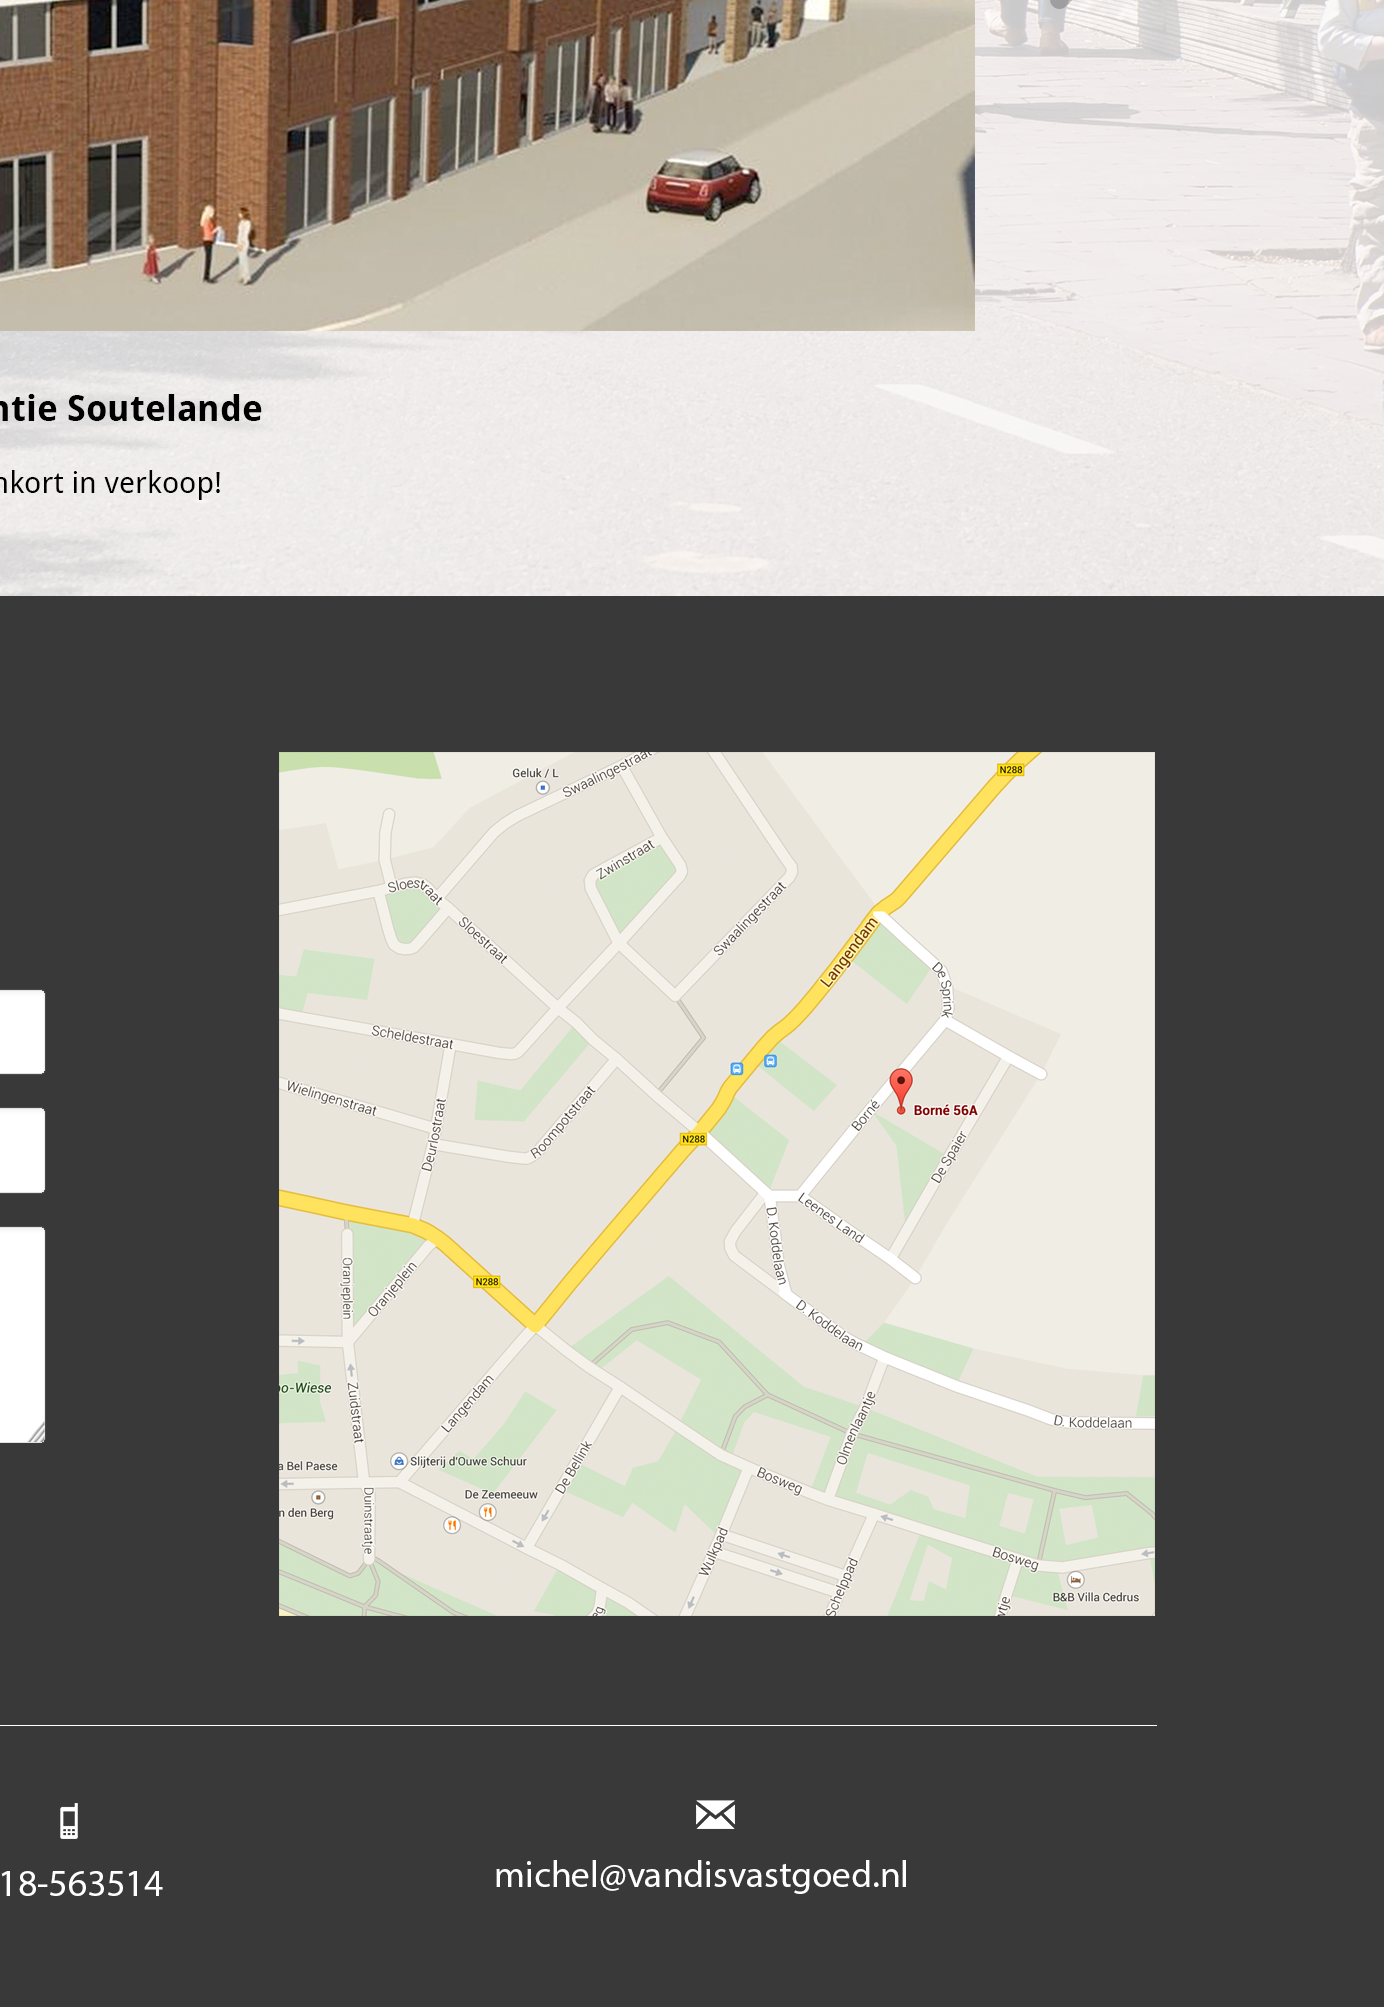 ntie Soutelande
nkort in verkoop!
Geluk / L
Swaalingestraat
N288
Zwinstraat
Sloestraat
Swaalingestraat
Sloestraat
Langendam
De Sprink
Scheldestraat
Wielingenstraat
Roompotstraat
Deurlostraat
Borné
Borné 56A
N288
De Spaier
Leenes Land
D. Koddelaan
Oranjeplein
Oranjeplein
N288
D. Koddelaan
oo-Wiese
Zuidstraat
Langendam
Olmenlaantje
D. Koddelaan
a Bel Paese
Slijterij d'Ouwe Schuur
De Bellink
Bosweg
De Zeemeeuw
n den Berg
Duinstraatje
Wulkpad
Bosweg
Schelppad
B&B Villa Cedrus
eg
wtje
18-563514
michel@vandisvastgoed.nl